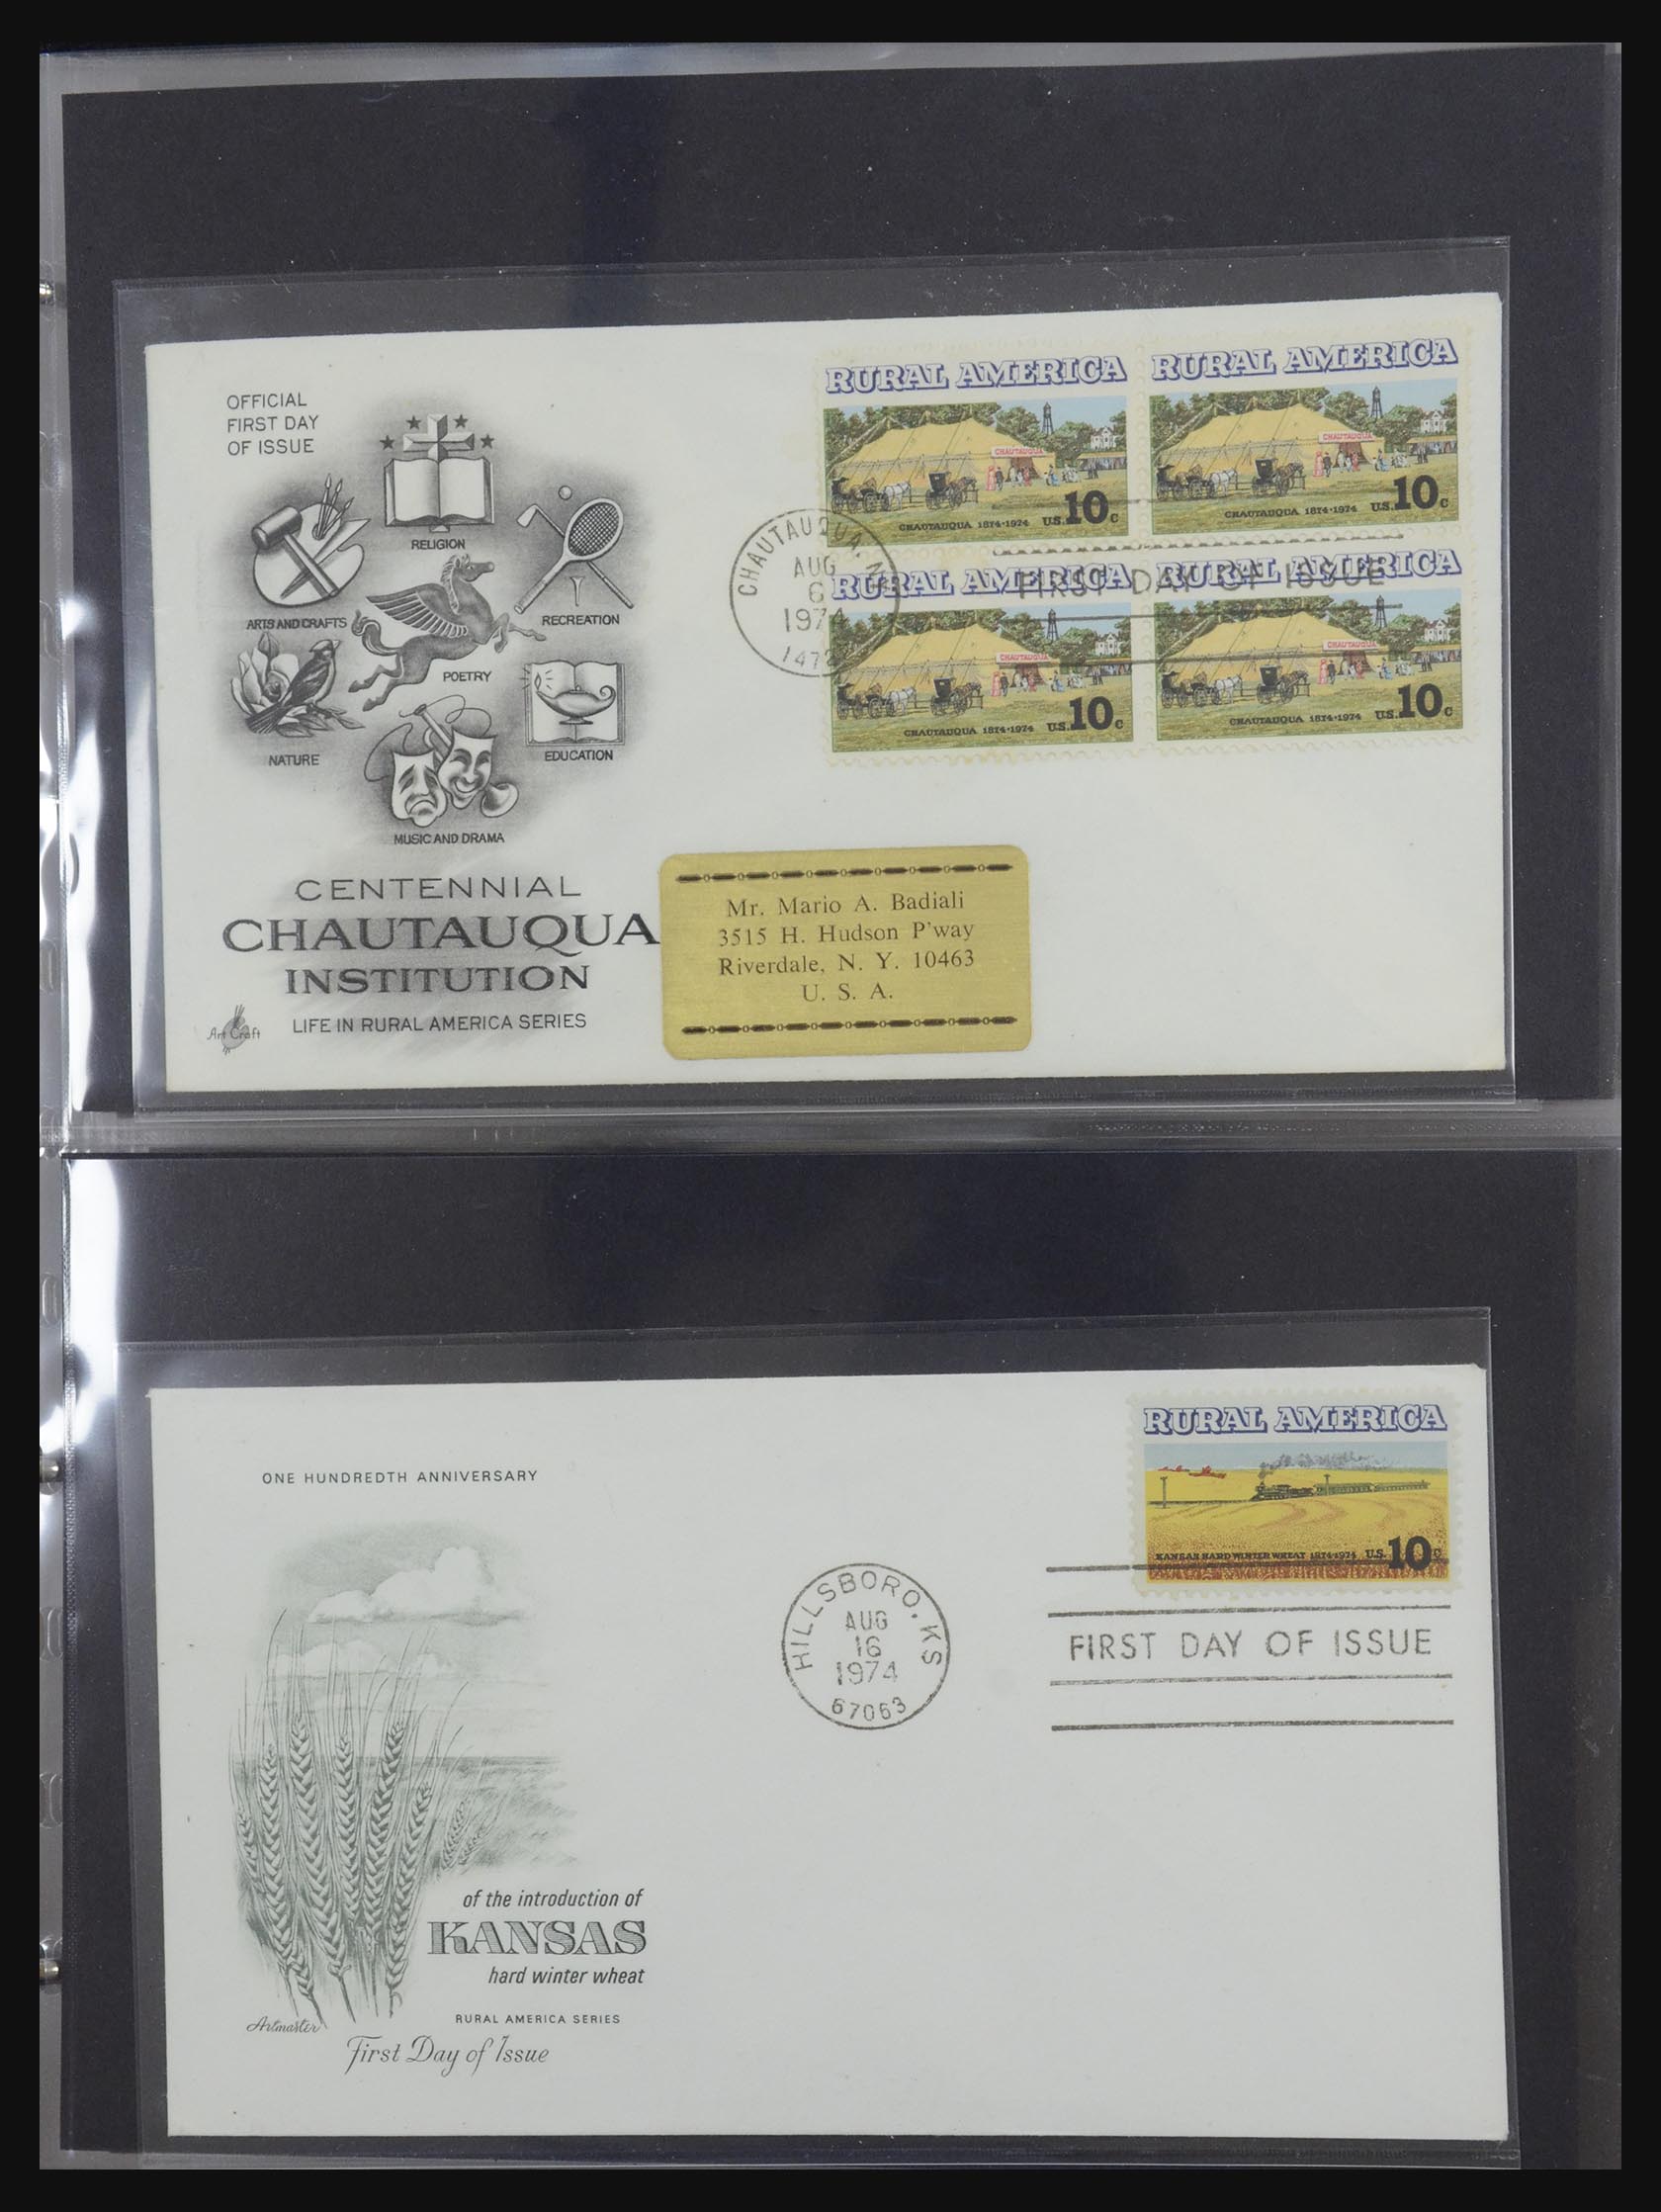 OFFICIAL
FIRST DAY
OF ISSUE
RELIGION
ARTS AND CRAFTS
RECREATION
POETRY
NATURE
EDUCATION
MUSIC AND DRAMA
CENTENNIAL
CHAUTAUQUA
INSTITUTION
LIFE IN RURAL AMERICA SERIES
Art Craft
RURAL AMERICA
CHAUTAUQUA
CHAUTAUQUA 1874·1974 U.S. 10c
RURAL AMERICA
CHAUTAUQUA
CHAUTAUQUA 1874·1974 U.S. 10c
RURAL AMERICA
CHAUTAUQUA
CHAUTAUQUA 1874·1974 U.S. 10c
RURAL AMERICA
CHAUTAUQUA
CHAUTAUQUA 1874·1974 U.S. 10c
CHAUTAUQUA, N
AUG
6
1974
1472
FIRST DAY OF ISSUE
Mr. Mario A. Badiali
3515 H. Hudson P'way
Riverdale, N. Y. 10463
U. S. A.
ONE HUNDREDTH ANNIVERSARY
of the introduction of
KANSAS
hard winter wheat
RURAL AMERICA SERIES
Artmaster
First Day of Issue
HILLSBORO, KS
AUG
16
1974
67063
RURAL AMERICA
KANSAS HARD WINTER WHEAT 1874·1974 U.S. 10c
FIRST DAY OF ISSUE